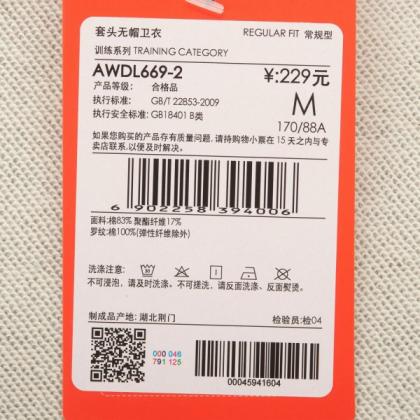 套头无帽卫衣 REGULAR FIT 常规型
训练系列 TRAINING CATEGORY
AWDL669-2 ¥:229元
产品等级: 合格品 M
执行标准: GB/T 22853-2009
执行安全标准: GB18401 B类 170/88A
如果您购买的产品存有质量问题, 请持购物小票在 15 天之内与专
卖店联系,以便及时解决。
6 902258 394006
面料:棉83% 聚酯纤维17%
罗纹:棉100%(弹性纤维除外)
洗涤注意:
不可浸泡, 请及时洗涤。不可搓洗, 请反面洗涤、反面熨烫。
制成品产地: 湖北荆门 检验员:检04
000 046
791 125
00045941604